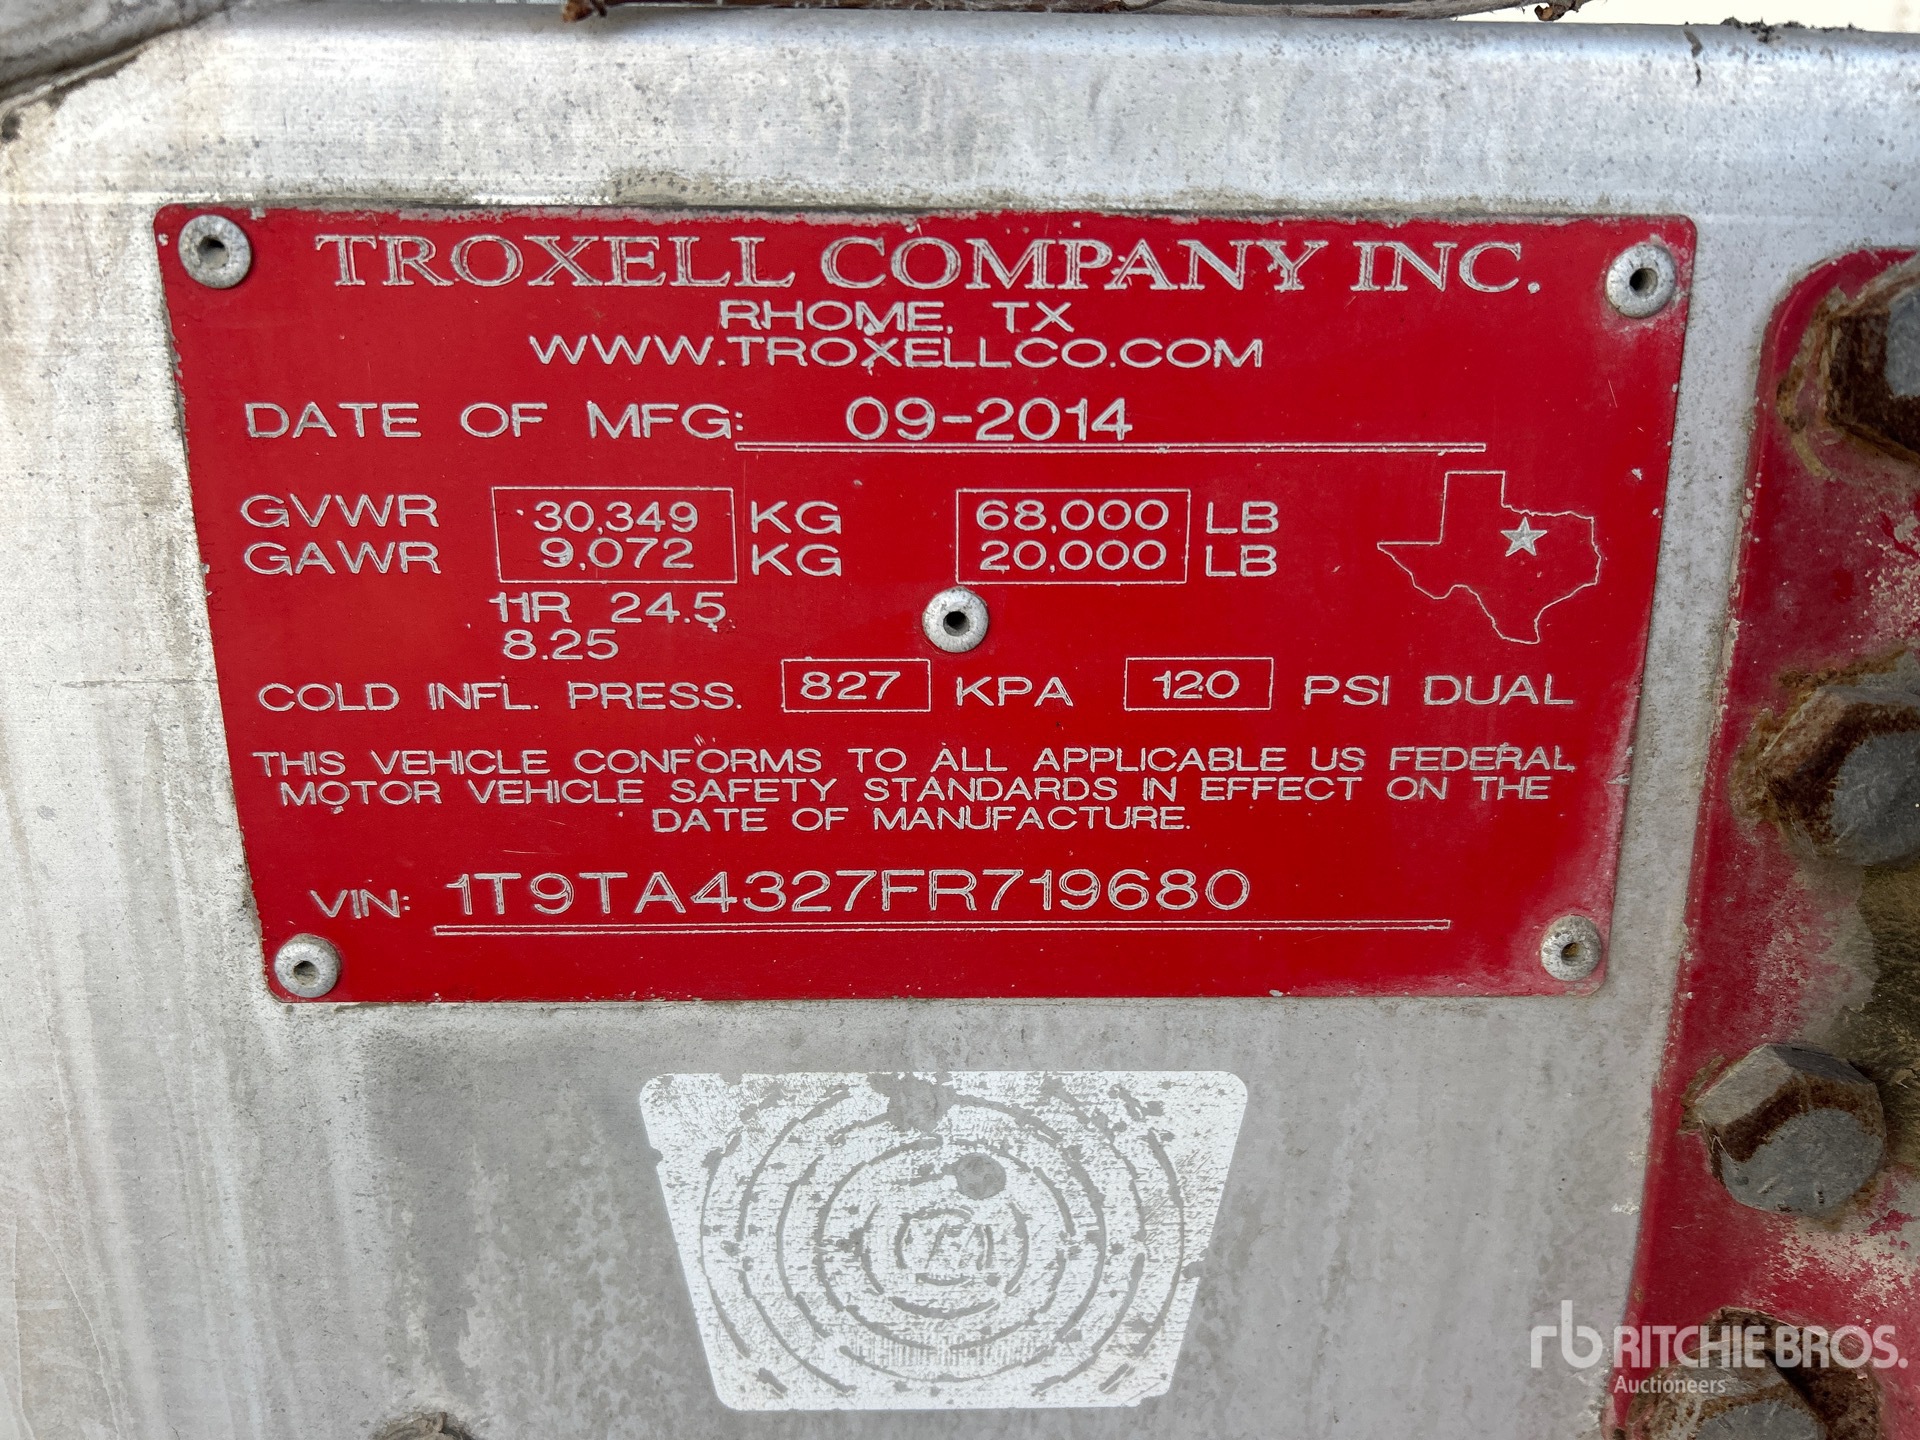 TROXELL COMPANY INC.
RHOME, TX
WWW.TROXELLCO.COM
DATE OF MFG: 09-2014
GVWR 30,349 KG 68,000 LB
GAWR 9,072 KG 20,000 LB
11R 24.5
8.25
COLD INFL. PRESS. 827 KPA 120 PSI DUAL
THIS VEHICLE CONFORMS TO ALL APPLICABLE US FEDERAL
MOTOR VEHICLE SAFETY STANDARDS IN EFFECT ON THE
DATE OF MANUFACTURE.
VIN: 1T9TA4327FR719680
rb RITCHIE BROS.
Auctioneers